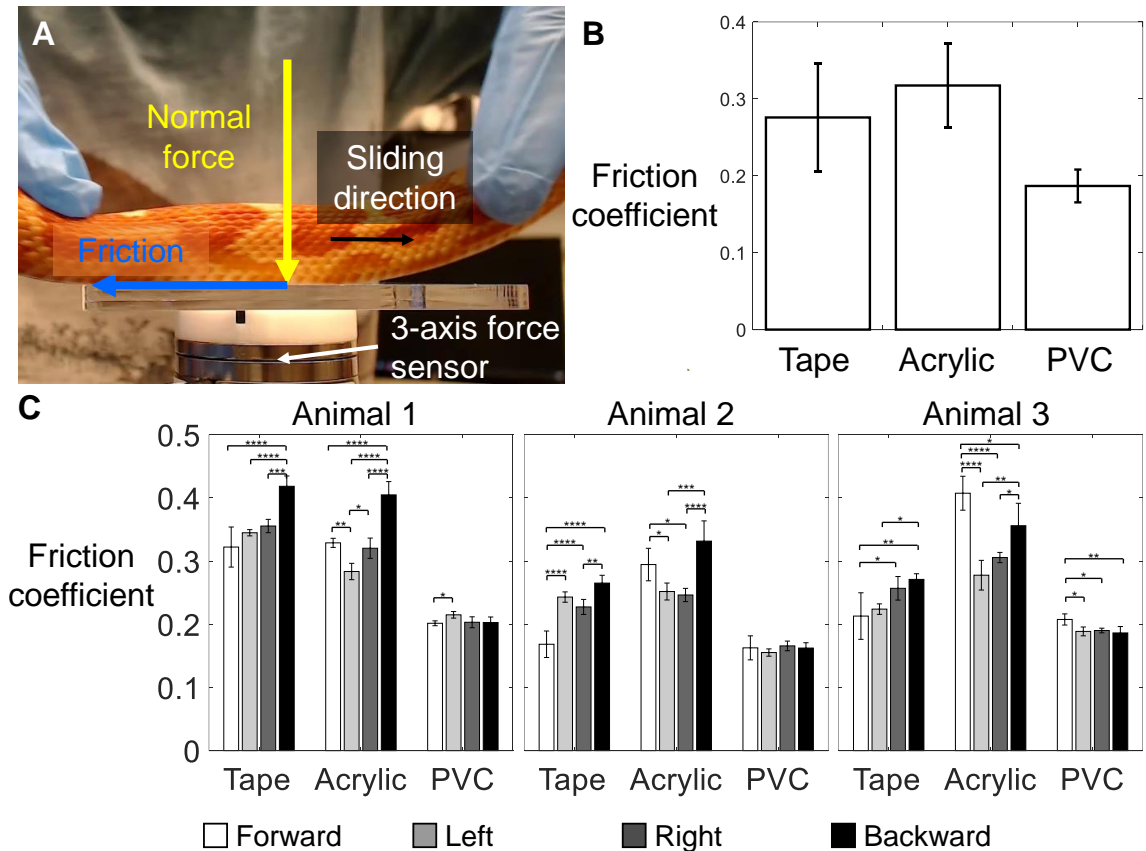 A
Normal
force
Sliding
direction
Friction
3-axis force
sensor
B
0.4
0.3
0.2
0.1
0
Friction
coefficient
Tape
Acrylic
PVC
C
Animal 1
Animal 2
Animal 3
0.5
0.4
0.3
0.2
0.1
0
Friction
coefficient
****
****
***
****
****
****
**
*
*
****
****
****
**
***
****
*
*
*
**
*
*
****
****
**
*
**
*
*
Tape Acrylic PVC
Tape Acrylic PVC
Tape Acrylic PVC
Forward Left Right Backward